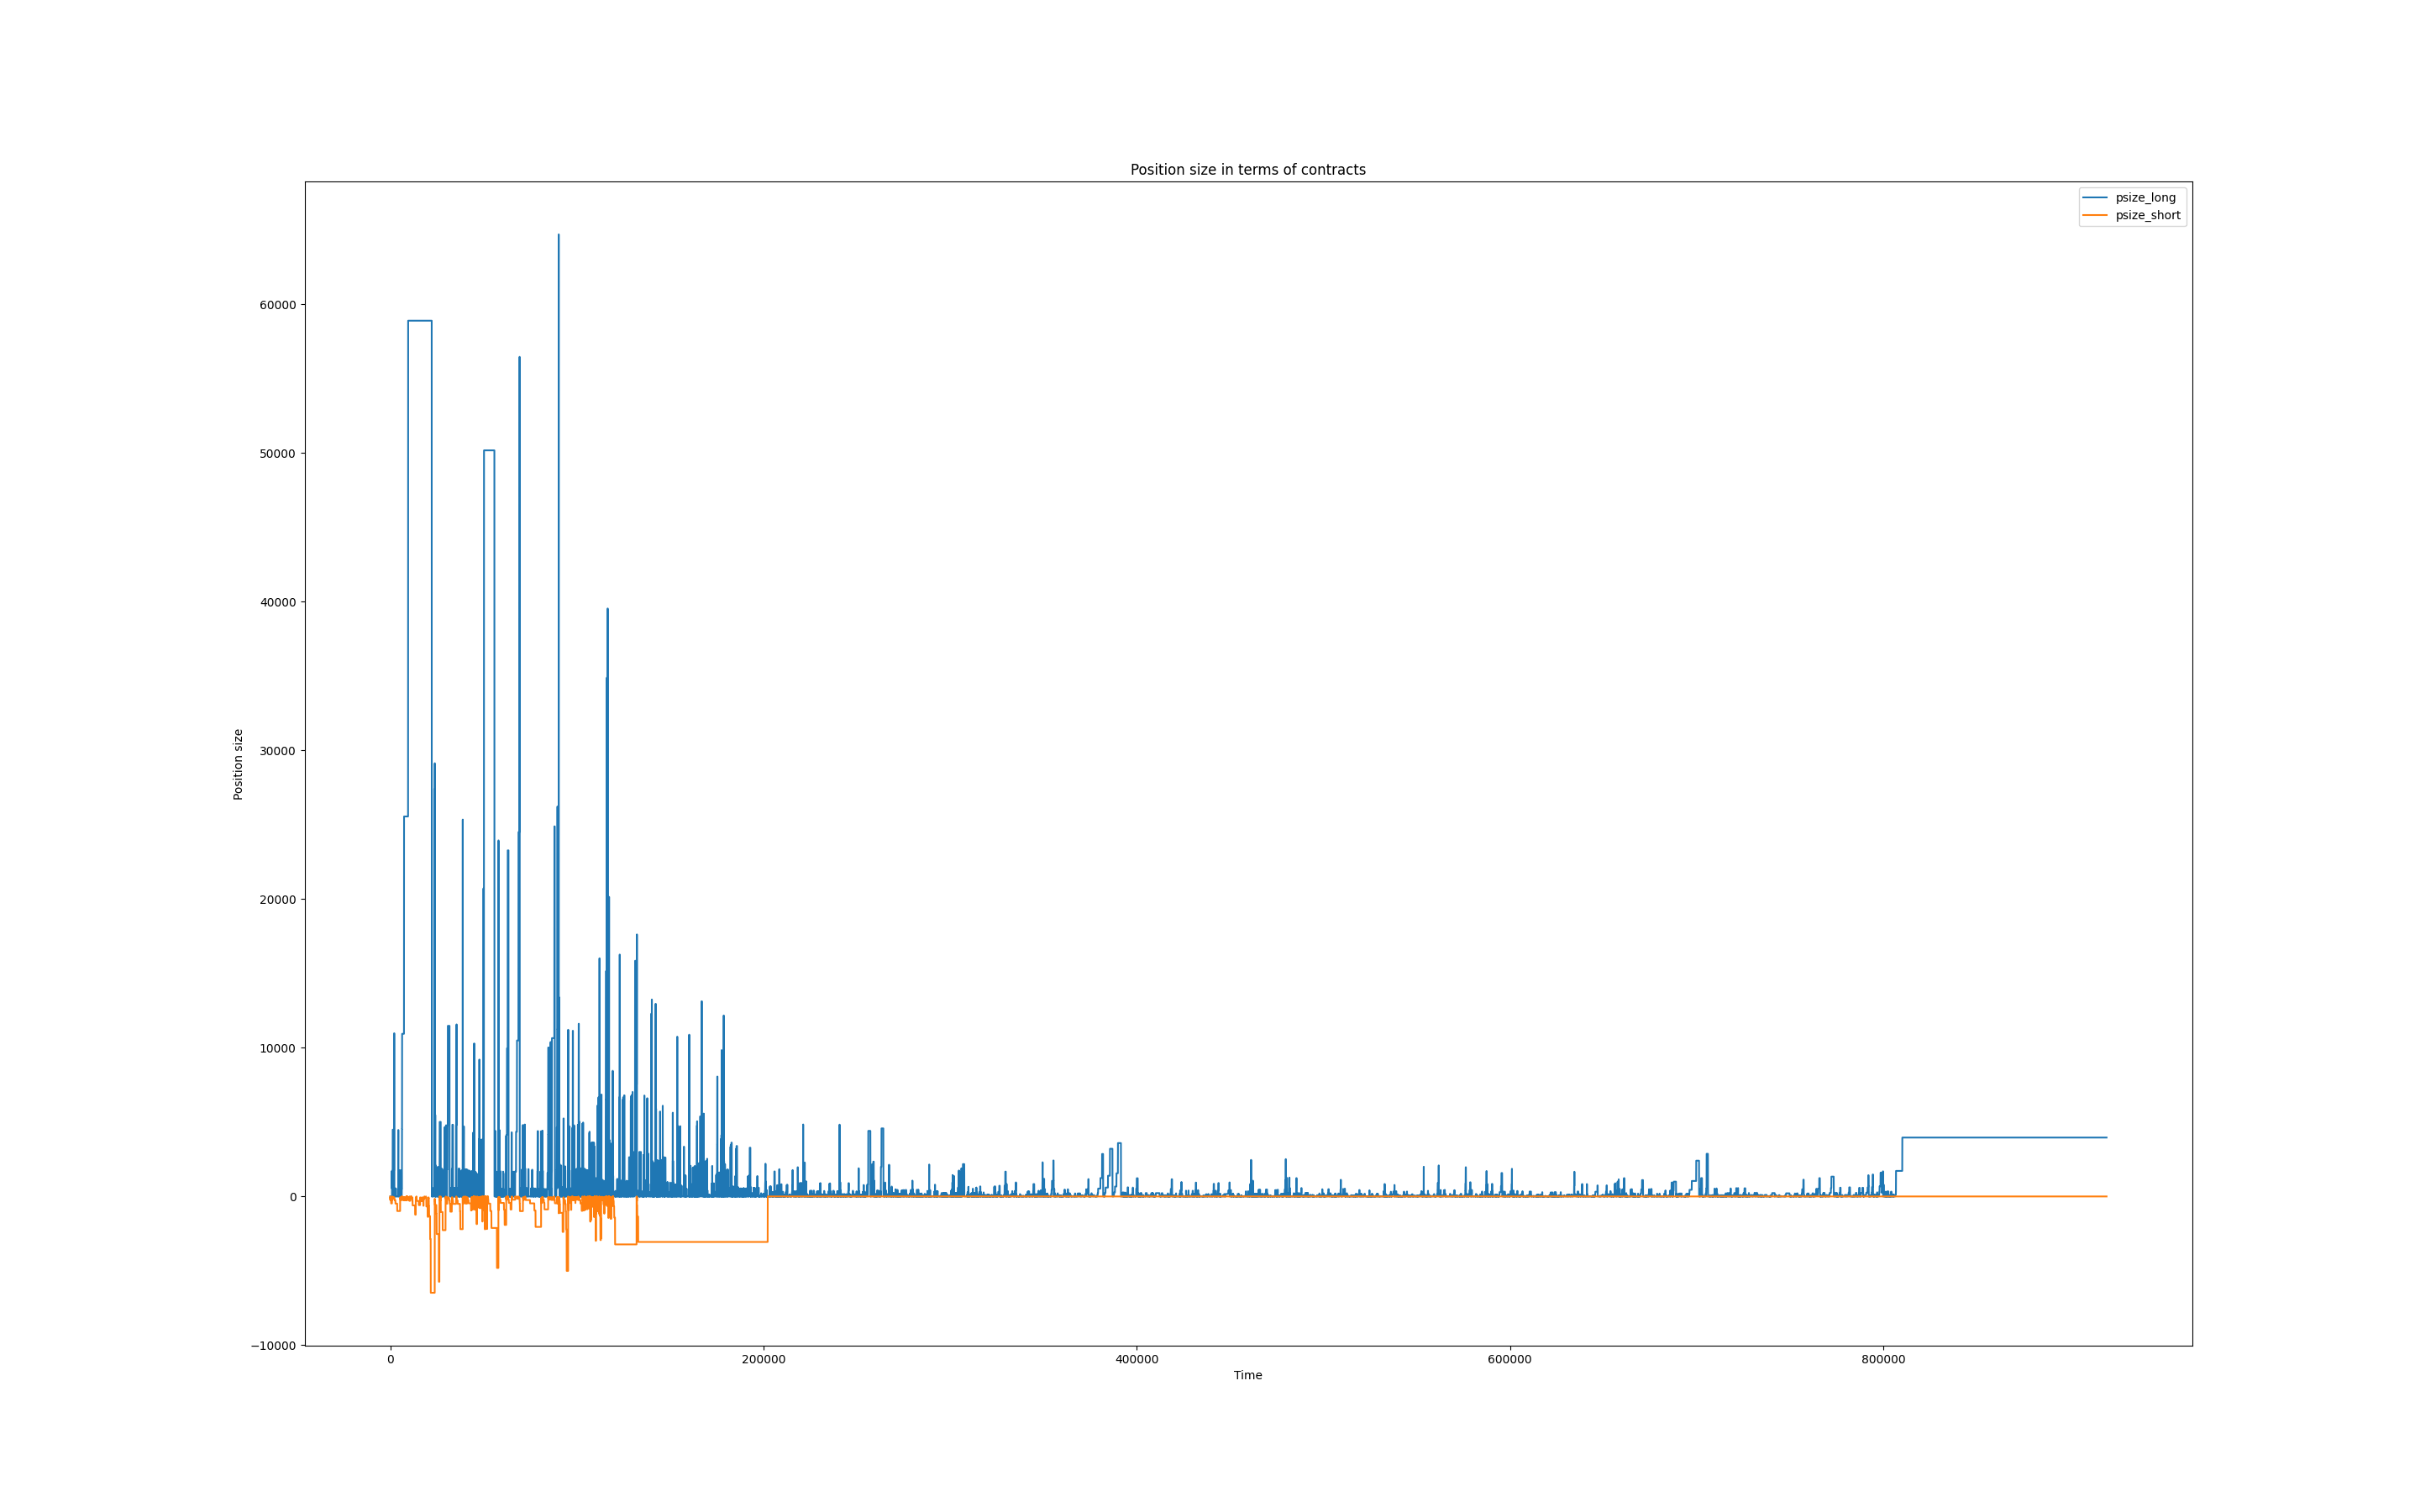 Position size in terms of contracts
psize_long
psize_short
60000
50000
40000
30000
20000
10000
0
−10000
Position size
0
200000
400000
600000
800000
Time